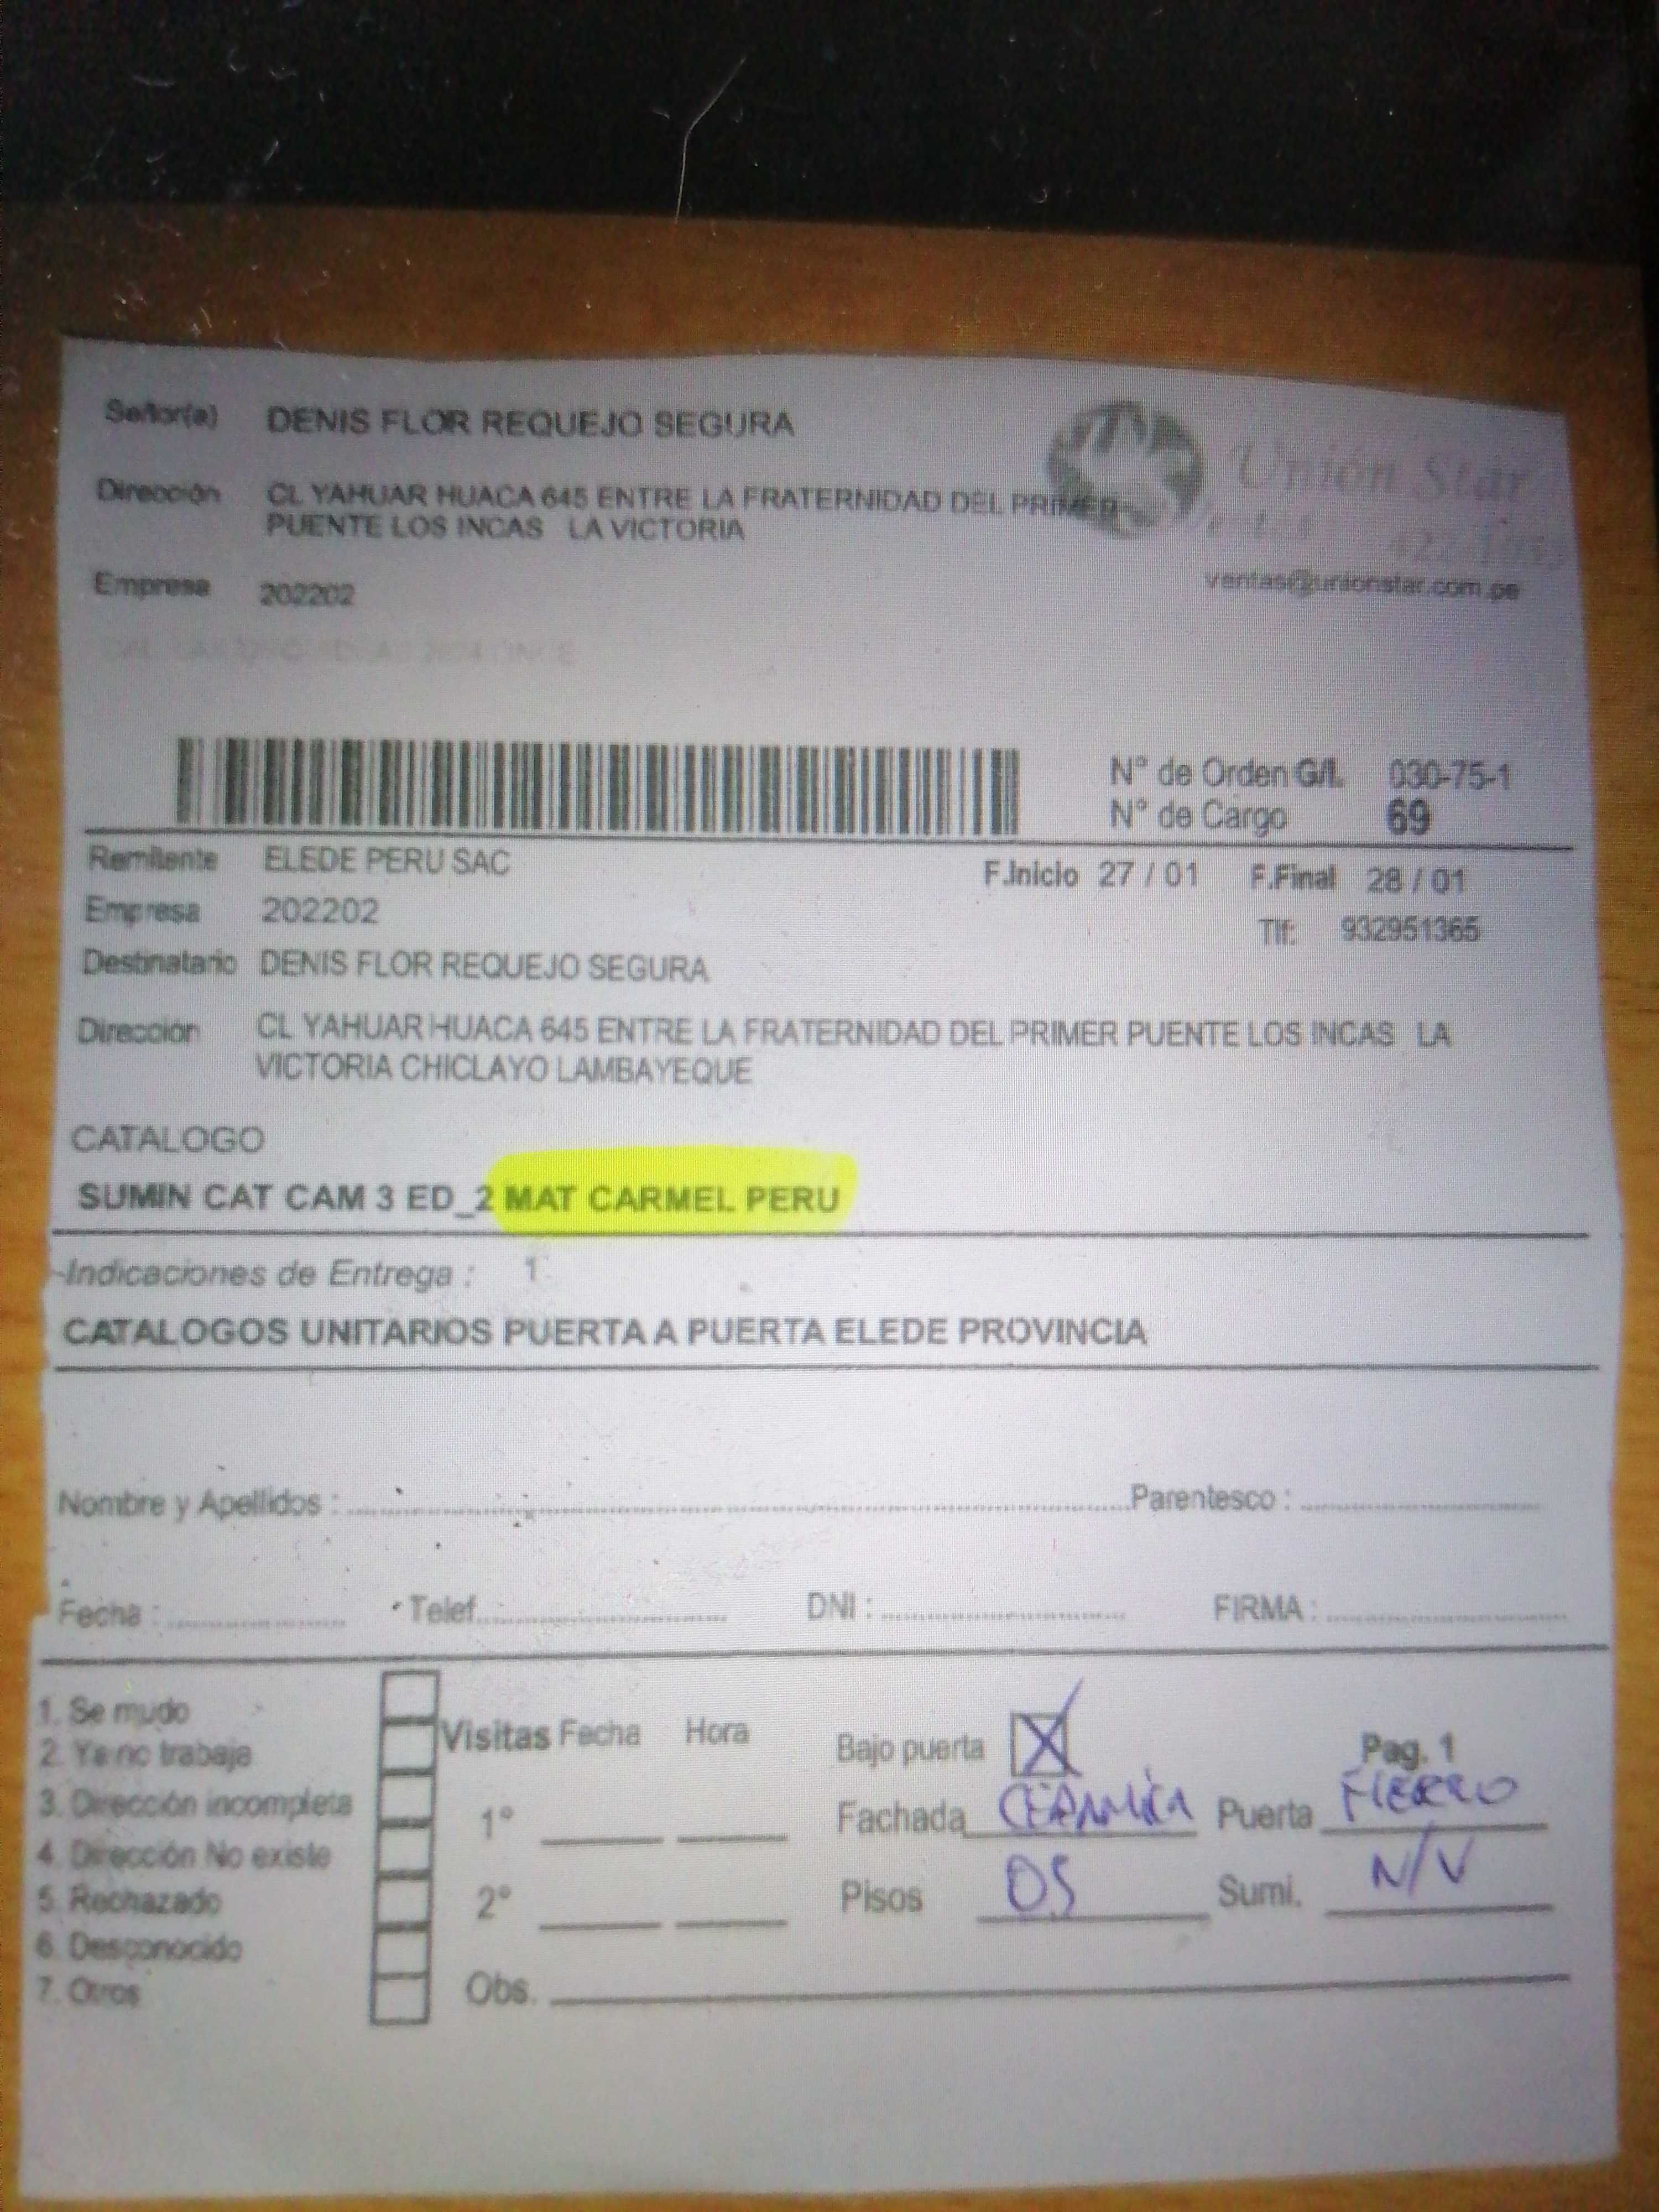 Señor(a) DENIS FLOR REQUEJO SEGURA
Unión Star
Dirección CL YAHUAR HUACA 645 ENTRE LA FRATERNIDAD DEL PRIMER
PUENTE LOS INCAS LA VICTORIA
Empresa 202202
ventas@unionstar.com.pe
N° de Orden G/L 030-75-1
N° de Cargo 69
Remitente ELEDE PERU SAC F.Inicio 27 / 01 F.Final 28 / 01
Empresa 202202 Tlf: 932951365
Destinatario DENIS FLOR REQUEJO SEGURA
Dirección CL YAHUAR HUACA 645 ENTRE LA FRATERNIDAD DEL PRIMER PUENTE LOS INCAS LA
VICTORIA CHICLAYO LAMBAYEQUE
CATALOGO
SUMIN CAT CAM 3 ED_2 MAT CARMEL PERU
Indicaciones de Entrega : 1
CATALOGOS UNITARIOS PUERTA A PUERTA ELEDE PROVINCIA
Nombre y Apellidos : Parentesco :
Fecha : Telef. DNI : FIRMA :
1. Se mudo
2. Ya no trabaja
3. Dirección incompleta
4. Dirección No existe
5. Rechazado
6. Desconocido
7. Otros
Visitas Fecha Hora
1°
2°
Obs.
Bajo puerta X Pag. 1
Fachada Puerta FIERRO
Pisos 05 Sumi. N/V